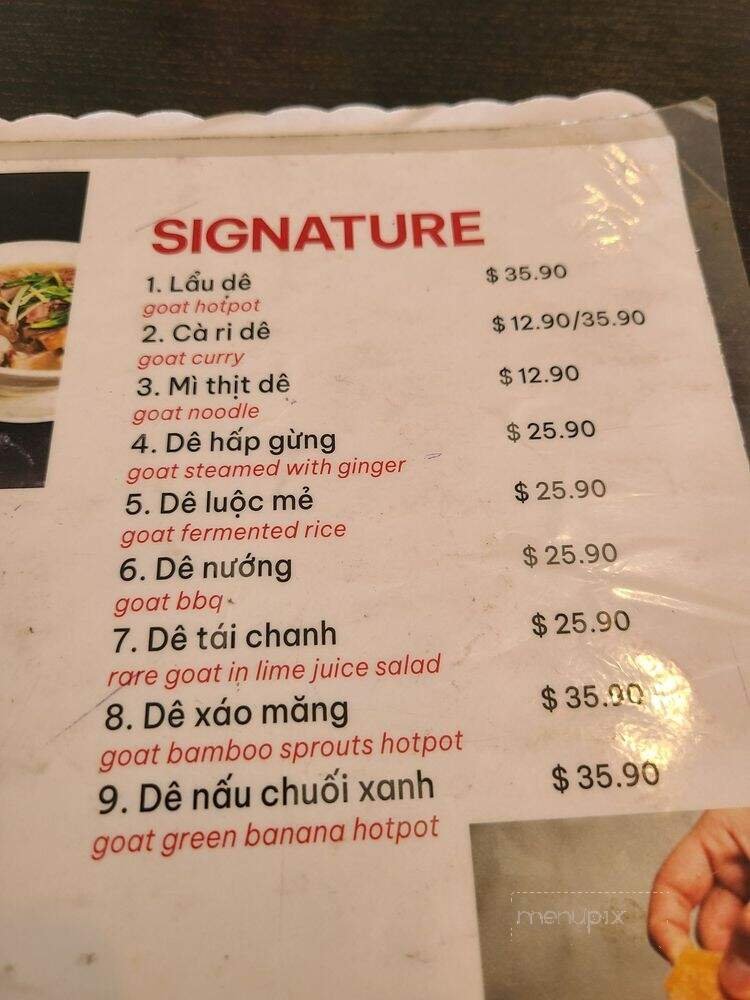 SIGNATURE
1. Lẩu dê $ 35.90
goat hotpot
2. Cà ri dê $ 12.90/35.90
goat curry
3. Mì thịt dê $ 12.90
goat noodle
4. Dê hấp gừng $ 25.90
goat steamed with ginger
5. Dê luộc mẻ $ 25.90
goat fermented rice
6. Dê nướng $ 25.90
goat bbq
7. Dê tái chanh $ 25.90
rare goat in lime juice salad
8. Dê xáo măng $ 35.90
goat bamboo sprouts hotpot
9. Dê nấu chuối xanh $ 35.90
goat green banana hotpot
menupix